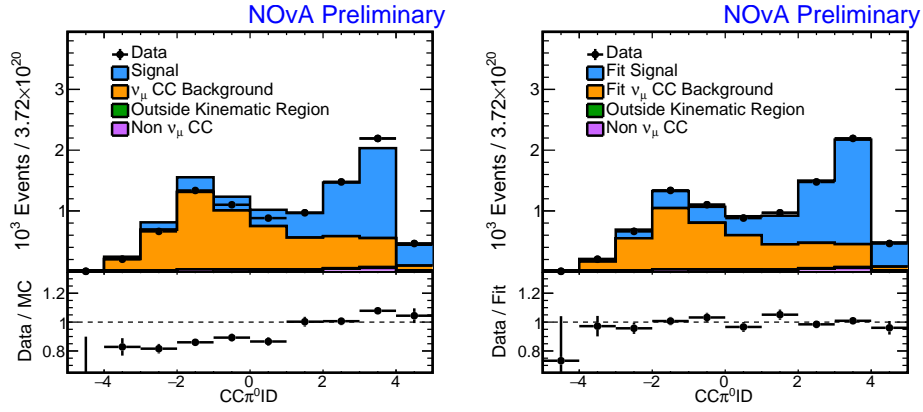 NOvA Preliminary
Data
Signal
νμ CC Background
Outside Kinematic Region
Non νμ CC
10³ Events / 3.72×10²⁰
3
2
1
Data / MC
1.2
1
0.8
−4 −2 0 2 4
CCπ⁰ID
NOvA Preliminary
Data
Fit Signal
Fit νμ CC Background
Outside Kinematic Region
Non νμ CC
10³ Events / 3.72×10²⁰
3
2
1
Data / Fit
1.2
1
0.8
−4 −2 0 2 4
CCπ⁰ID